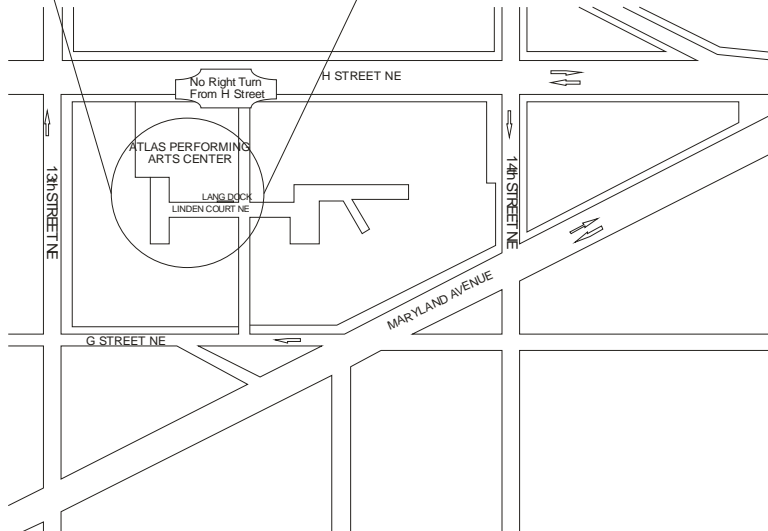 H STREET NE
No Right Turn
From H Street
ATLAS PERFORMING
ARTS CENTER
13th STREET NE
14th STREET NE
LANG DOCK
LINDEN COURT NE
MARYLAND AVENUE
G STREET NE